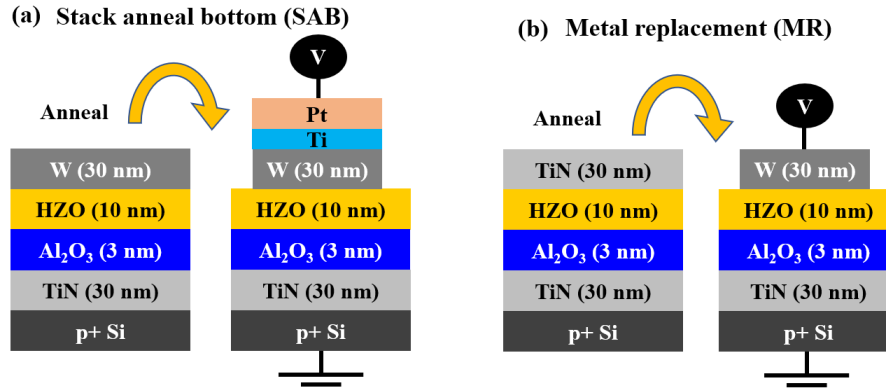 (a) Stack anneal bottom (SAB)
V
Anneal
Pt
Ti
W (30 nm)
HZO (10 nm)
Al₂O₃ (3 nm)
TiN (30 nm)
p+ Si
W (30 nm)
HZO (10 nm)
Al₂O₃ (3 nm)
TiN (30 nm)
p+ Si
(b) Metal replacement (MR)
Anneal
V
TiN (30 nm)
HZO (10 nm)
Al₂O₃ (3 nm)
TiN (30 nm)
p+ Si
W (30 nm)
HZO (10 nm)
Al₂O₃ (3 nm)
TiN (30 nm)
p+ Si